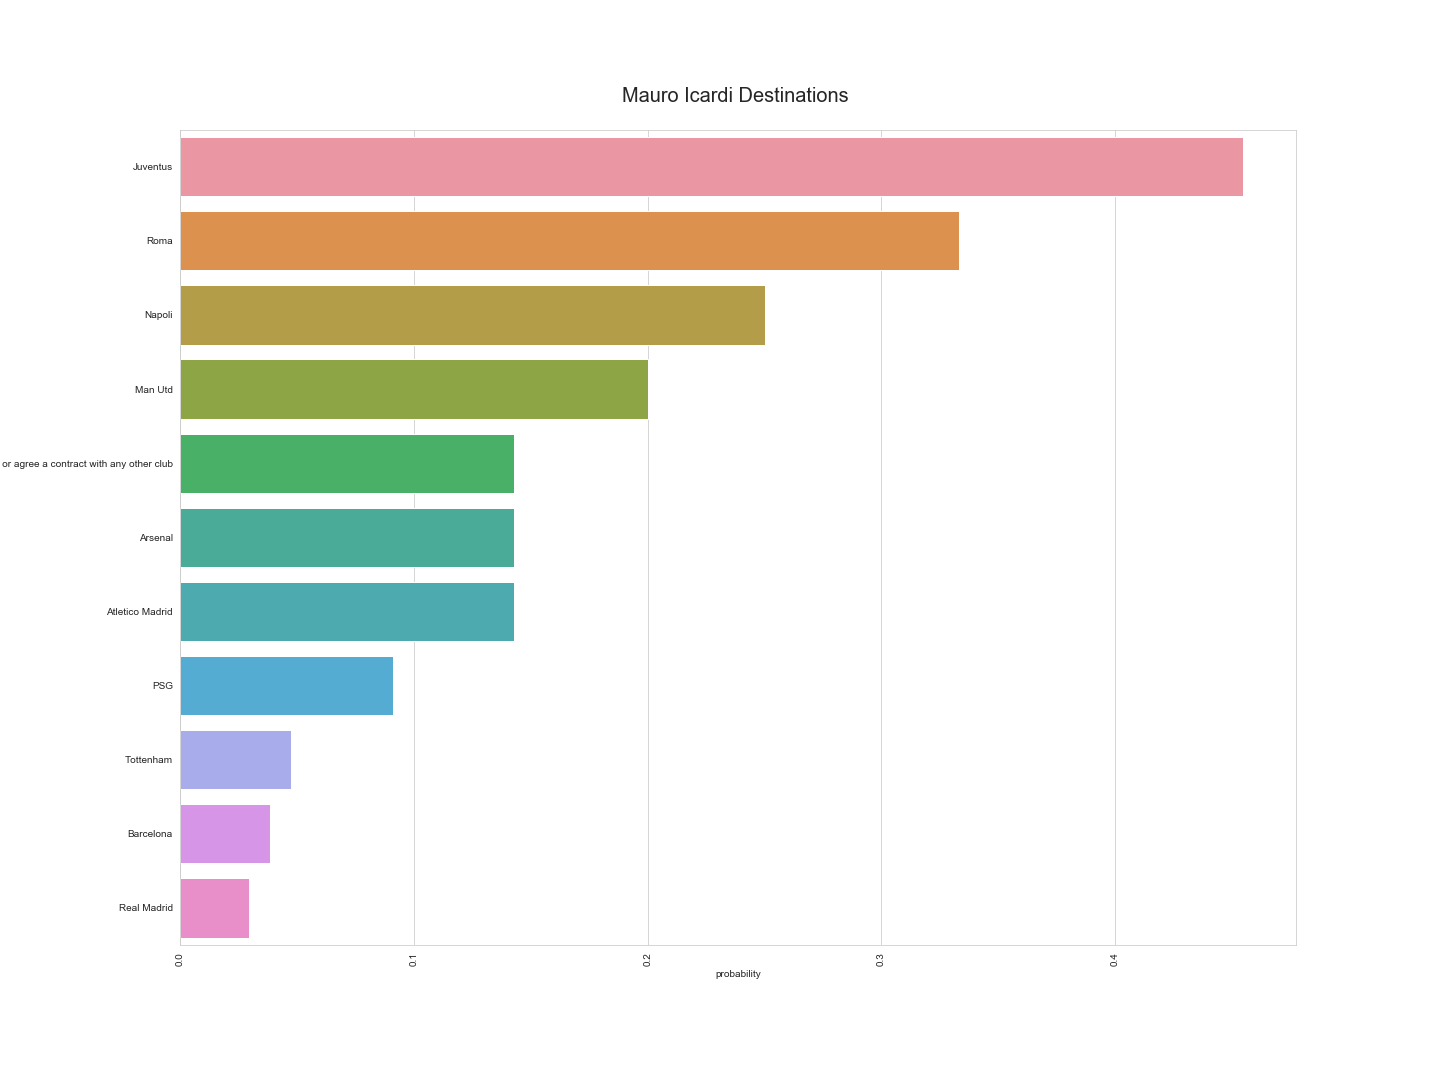 Mauro Icardi Destinations
Juventus
Roma
Napoli
Man Utd
or agree a contract with any other club
Arsenal
Atletico Madrid
PSG
Tottenham
Barcelona
Real Madrid
0.0 0.1 0.2 0.3 0.4
probability